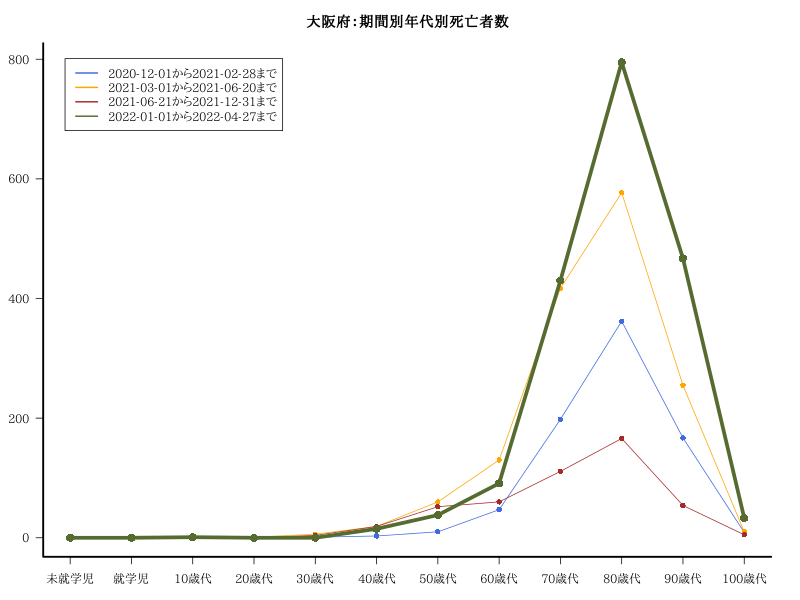 大阪府：期間別年代別死亡者数
2020-12-01から2021-02-28まで
2021-03-01から2021-06-20まで
2021-06-21から2021-12-31まで
2022-01-01から2022-04-27まで
800
600
400
200
0
未就学児 就学児 10歳代 20歳代 30歳代 40歳代 50歳代 60歳代 70歳代 80歳代 90歳代 100歳代